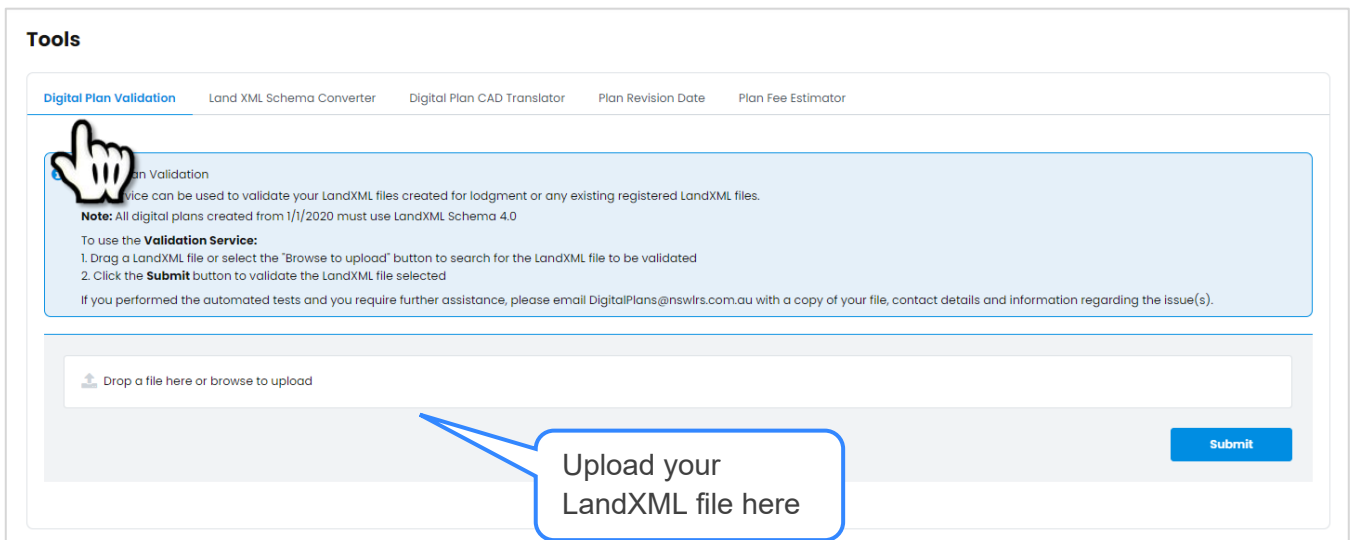 Tools
Digital Plan Validation Land XML Schema Converter Digital Plan CAD Translator Plan Revision Date Plan Fee Estimator
an Validation
vice can be used to validate your LandXML files created for lodgment or any existing registered LandXML files.
Note: All digital plans created from 1/1/2020 must use LandXML Schema 4.0
To use the Validation Service:
1. Drag a LandXML file or select the "Browse to upload" button to search for the LandXML file to be validated
2. Click the Submit button to validate the LandXML file selected
If you performed the automated tests and you require further assistance, please email DigitalPlans@nswlrs.com.au with a copy of your file, contact details and information regarding the issue(s).
Drop a file here or browse to upload
Submit
Upload your
LandXML file here